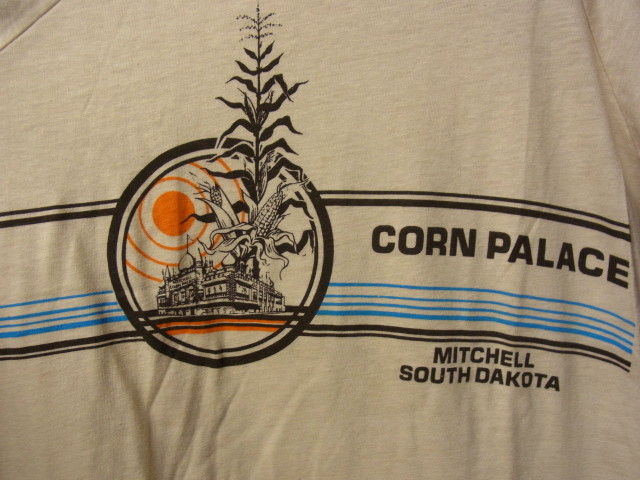 CORN PALACE
MITCHELL
SOUTH DAKOTA